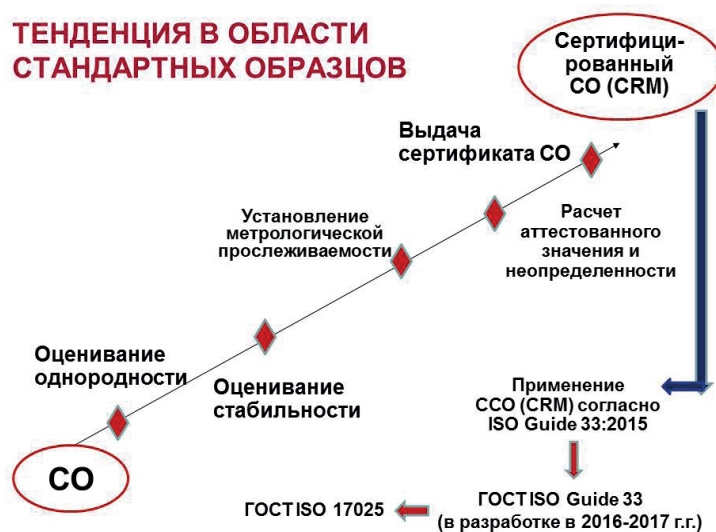 ТЕНДЕНЦИЯ В ОБЛАСТИ
СТАНДАРТНЫХ ОБРАЗЦОВ
Сертифици-
рованный
СО (CRM)
Выдача
сертификата СО
Установление
метрологической
прослеживаемости
Расчет
аттестованного
значения и
неопределенности
Оценивание
однородности
Оценивание
стабильности
СО
Применение
ССО (CRM) согласно
ISO Guide 33:2015
ГОСТ ISO 17025
ГОСТ ISO Guide 33
(в разработке в 2016-2017 г.г.)